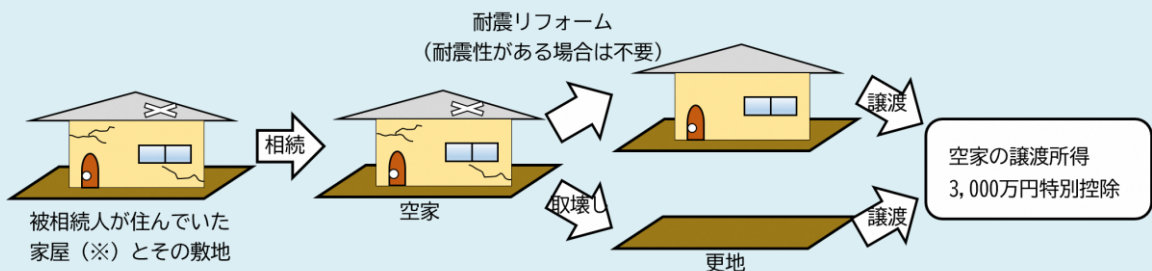 耐震リフォーム
（耐震性がある場合は不要）
相続
譲渡
空家の譲渡所得
3,000万円特別控除
被相続人が住んでいた
家屋（※）とその敷地
空家
取壊し
譲渡
更地